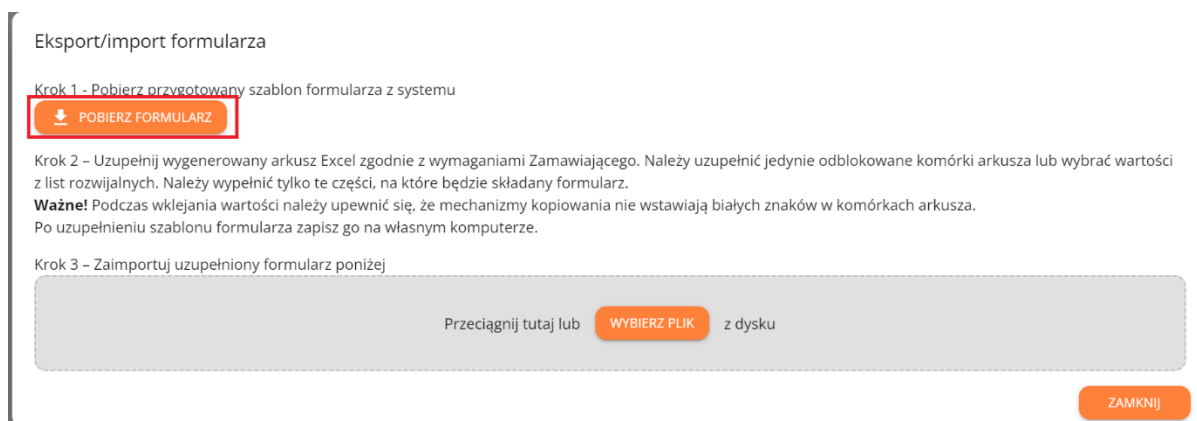 Eksport/import formularza
Krok 1 - Pobierz przygotowany szablon formularza z systemu
POBIERZ FORMULARZ
Krok 2 – Uzupełnij wygenerowany arkusz Excel zgodnie z wymaganiami Zamawiającego. Należy uzupełnić jedynie odblokowane komórki arkusza lub wybrać wartości
z list rozwijalnych. Należy wypełnić tylko te części, na które będzie składany formularz.
Ważne! Podczas wklejania wartości należy upewnić się, że mechanizmy kopiowania nie wstawiają białych znaków w komórkach arkusza.
Po uzupełnieniu szablonu formularza zapisz go na własnym komputerze.
Krok 3 – Zaimportuj uzupełniony formularz poniżej
Przeciągnij tutaj lub WYBIERZ PLIK z dysku
ZAMKNIJ